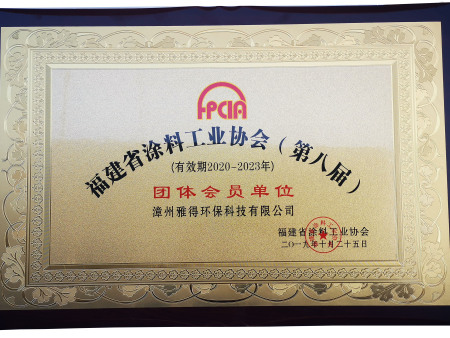 FPCIA
福建省涂料工业协会（第八届）
(有效期2020-2023年)
团体会员单位
漳州雅得环保科技有限公司
福建省涂料工业协会
二〇一九年十月二十五日